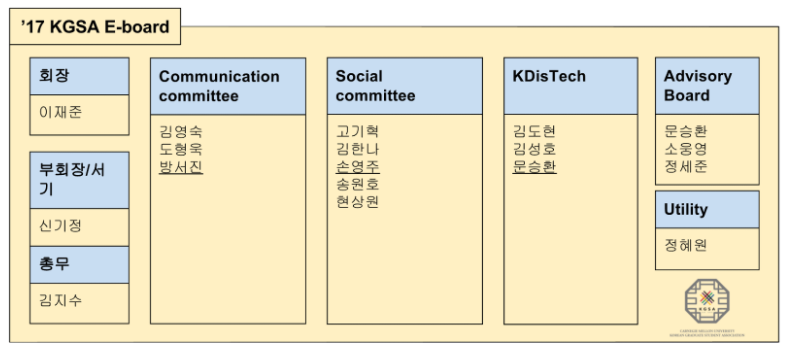 '17 KGSA E-board
회장
이재준
부회장/서
기
신기정
총무
김지수
Communication
committee
김영숙
도형욱
방서진
Social
committee
고기혁
김한나
손영주
송원호
현상원
KDisTech
김도현
김성호
문승환
Advisory
Board
문승환
소웅영
정세준
Utility
정혜원
KGSA
CARNEGIE MELLON UNIVERSITY
KOREAN GRADUATE STUDENT ASSOCIATION